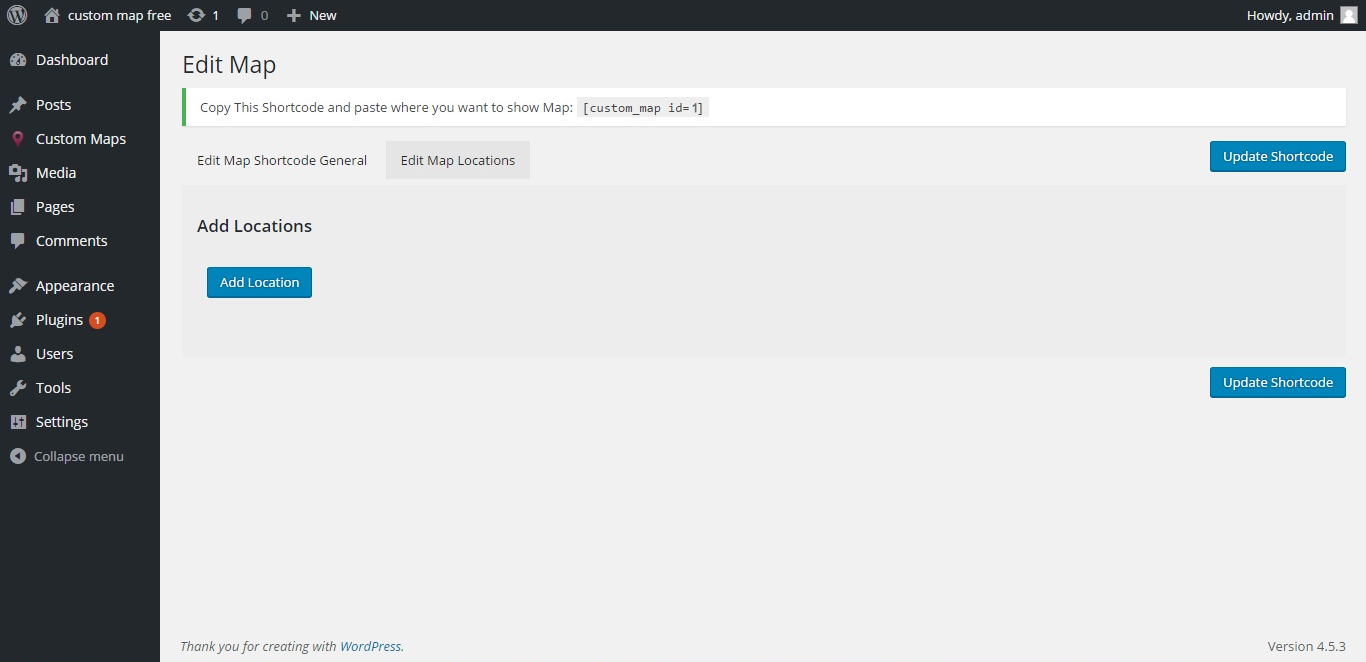 custom map free 1 0 New Howdy, admin
Dashboard
Posts
Custom Maps
Media
Pages
Comments
Appearance
Plugins 1
Users
Tools
Settings
Collapse menu
Edit Map
Copy This Shortcode and paste where you want to show Map: [custom_map id=1]
Edit Map Shortcode General Edit Map Locations Update Shortcode
Add Locations
Add Location
Update Shortcode
Thank you for creating with WordPress. Version 4.5.3